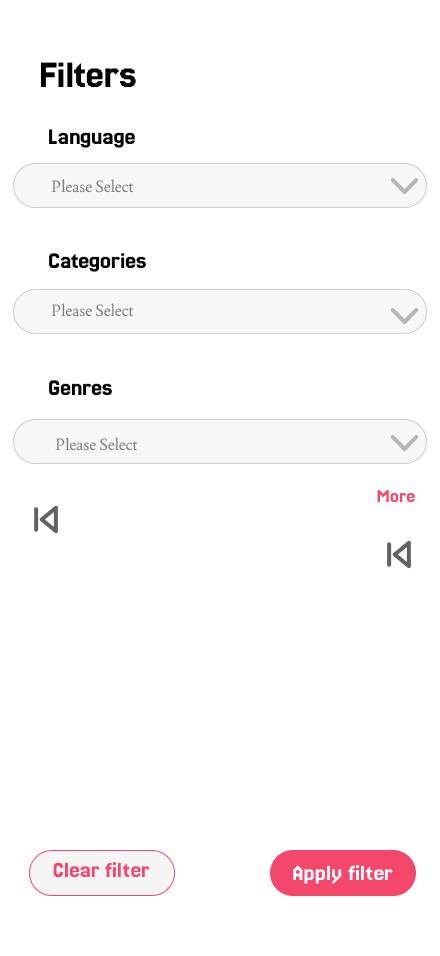 Filters
Language
Please Select
Categories
Please Select
Genres
Please Select
More
Clear filter
Apply filter